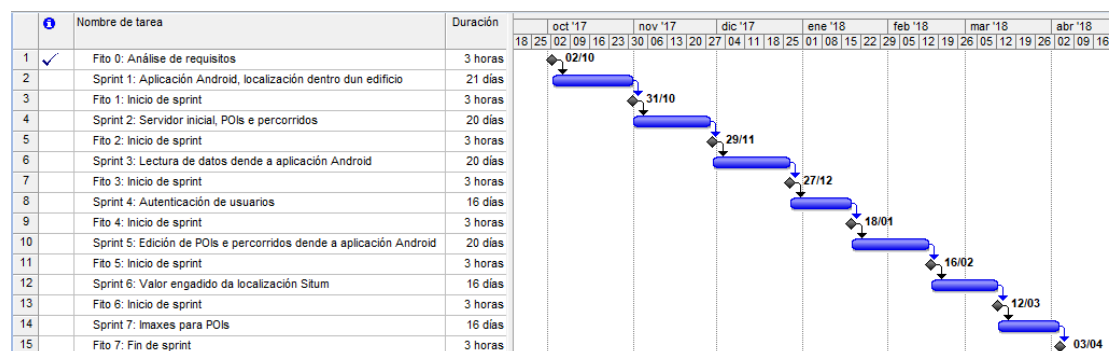 Nombre de tarea Duración oct '17 nov '17 dic '17 ene '18 feb '18 mar '18 abr '18
18 25 02 09 16 23 30 06 13 20 27 04 11 18 25 01 08 15 22 29 05 12 19 26 05 12 19 26 02 09 16
1 Fito 0: Análise de requisitos 3 horas 02/10
2 Sprint 1: Aplicación Android, localización dentro dun edificio 21 días
3 Fito 1: Inicio de sprint 3 horas 31/10
4 Sprint 2: Servidor inicial, POIs e percorridos 20 días
5 Fito 2: Inicio de sprint 3 horas 29/11
6 Sprint 3: Lectura de datos dende a aplicación Android 20 días
7 Fito 3: Inicio de sprint 3 horas 27/12
8 Sprint 4: Autenticación de usuarios 16 días
9 Fito 4: Inicio de sprint 3 horas 18/01
10 Sprint 5: Edición de POIs e percorridos dende a aplicación Android 20 días
11 Fito 5: Inicio de sprint 3 horas 16/02
12 Sprint 6: Valor engadido da localización Situm 16 días
13 Fito 6: Inicio de sprint 3 horas 12/03
14 Sprint 7: Imaxes para POIs 16 días
15 Fito 7: Fin de sprint 3 horas 03/04